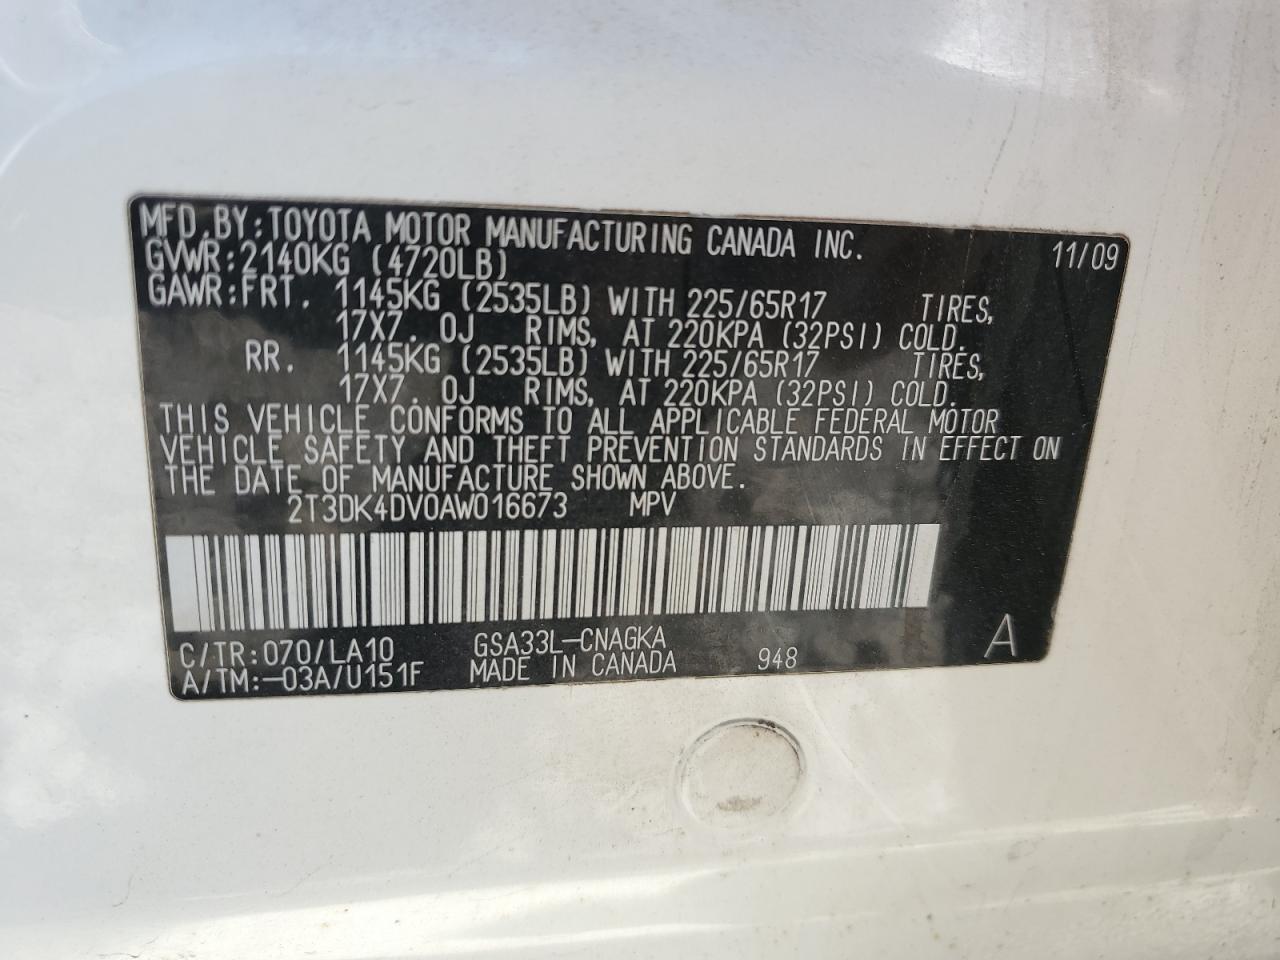 MFD.BY:TOYOTA MOTOR MANUFACTURING CANADA INC. 11/09
GVWR:2140KG (4720LB)
GAWR:FRT. 1145KG (2535LB) WITH 225/65R17 TIRES,
17X7.0J RIMS, AT 220KPA (32PSI) COLD.
RR. 1145KG (2535LB) WITH 225/65R17 TIRES,
17X7.0J RIMS, AT 220KPA (32PSI) COLD.
THIS VEHICLE CONFORMS TO ALL APPLICABLE FEDERAL MOTOR
VEHICLE SAFETY AND THEFT PREVENTION STANDARDS IN EFFECT ON
THE DATE OF MANUFACTURE SHOWN ABOVE.
2T3DK4DV0AW016673 MPV
C/TR:070/LA10 GSA33L-CNAGKA
A/TM:-03A/U151F MADE IN CANADA 948 A